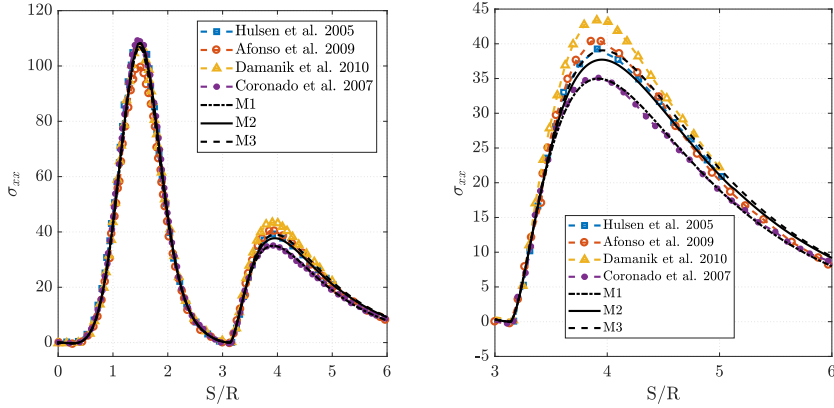 120
100
80
60
40
20
0
σxx
0 1 2 3 4 5 6
S/R
Hulsen et al. 2005
Afonso et al. 2009
Damanik et al. 2010
Coronado et al. 2007
M1
M2
M3
45
40
35
30
25
20
15
10
5
0
-5
σxx
3 4 5 6
S/R
Hulsen et al. 2005
Afonso et al. 2009
Damanik et al. 2010
Coronado et al. 2007
M1
M2
M3